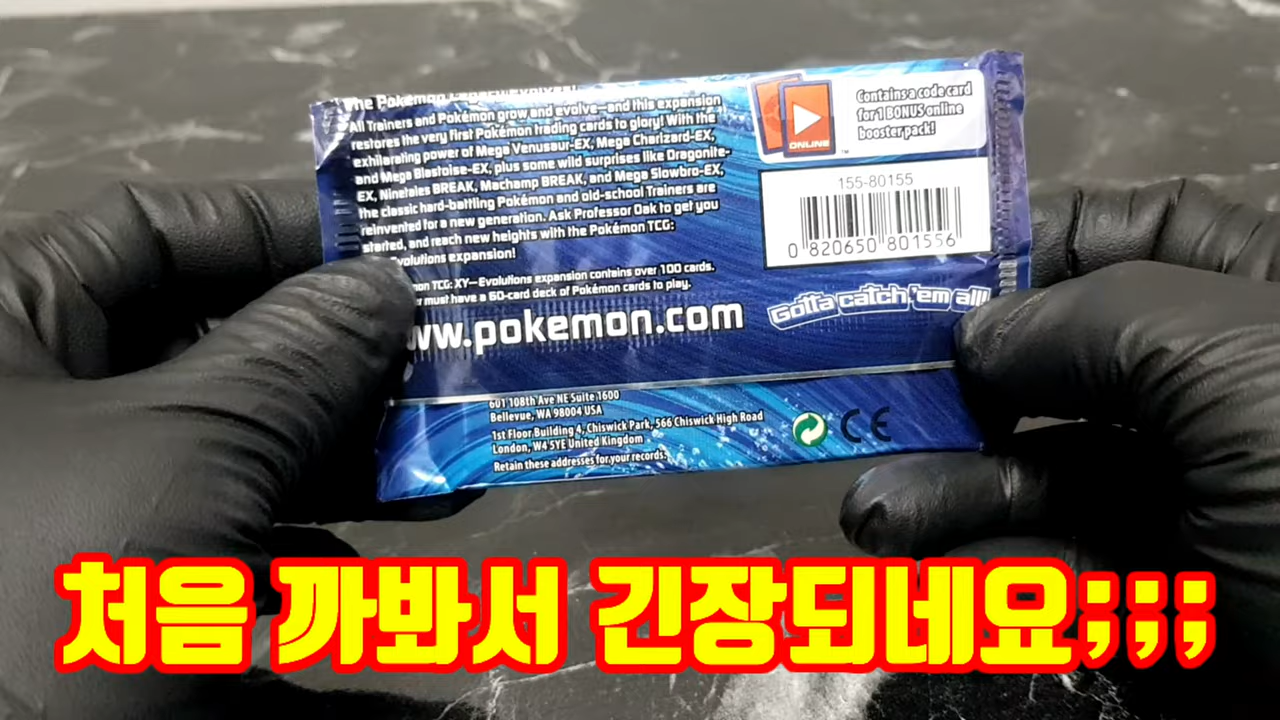 The Pokémon Legacy Evolves!
All Trainers and Pokémon grow and evolve—and this expansion
restores the very first Pokémon trading cards to glory! With the
exhilarating power of Mega Venusaur-EX, Mega Charizard-EX,
and Mega Blastoise-EX, plus some wild surprises like Dragonite-
EX, Ninetales BREAK, Machamp BREAK, and Mega Slowbro-EX,
the classic hard-battling Pokémon and old-school Trainers are
reinvented for a new generation. Ask Professor Oak to get you
started, and reach new heights with the Pokémon TCG:
Evolutions expansion!
TCG: XY—Evolutions expansion contains over 100 cards.
must have a 60-card deck of Pokémon cards to play.
www.pokemon.com
Contains a code card
for 1 BONUS online
booster pack!
ONLINE
TM
155-80155
0 820650 801556
Gotta catch 'em all!
601 108th Ave NE Suite 1600
Bellevue, WA 98004 USA
1st Floor Building 4, Chiswick Park, 566 Chiswick High Road
London, W4 5YE United Kingdom
Retain these addresses for your records.
CE
처음 까봐서 긴장되네요;;;